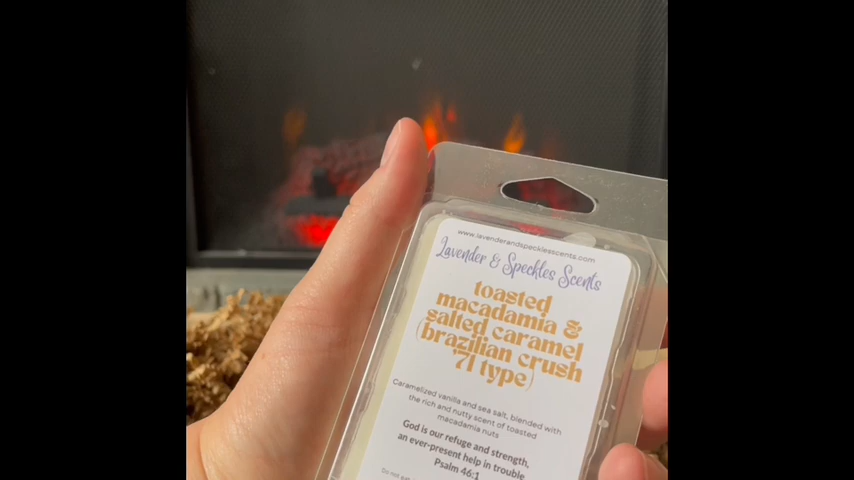 www.lavenderandspecklesscents.com
Lavender & Speckles Scents
toasted
macadamia &
salted caramel
(brazilian crush
'71 type)
Caramelized vanilla and sea salt, blended with
the rich and nutty scent of toasted
macadamia nuts
God is our refuge and strength,
an ever-present help in trouble
Psalm 46:1
Do not